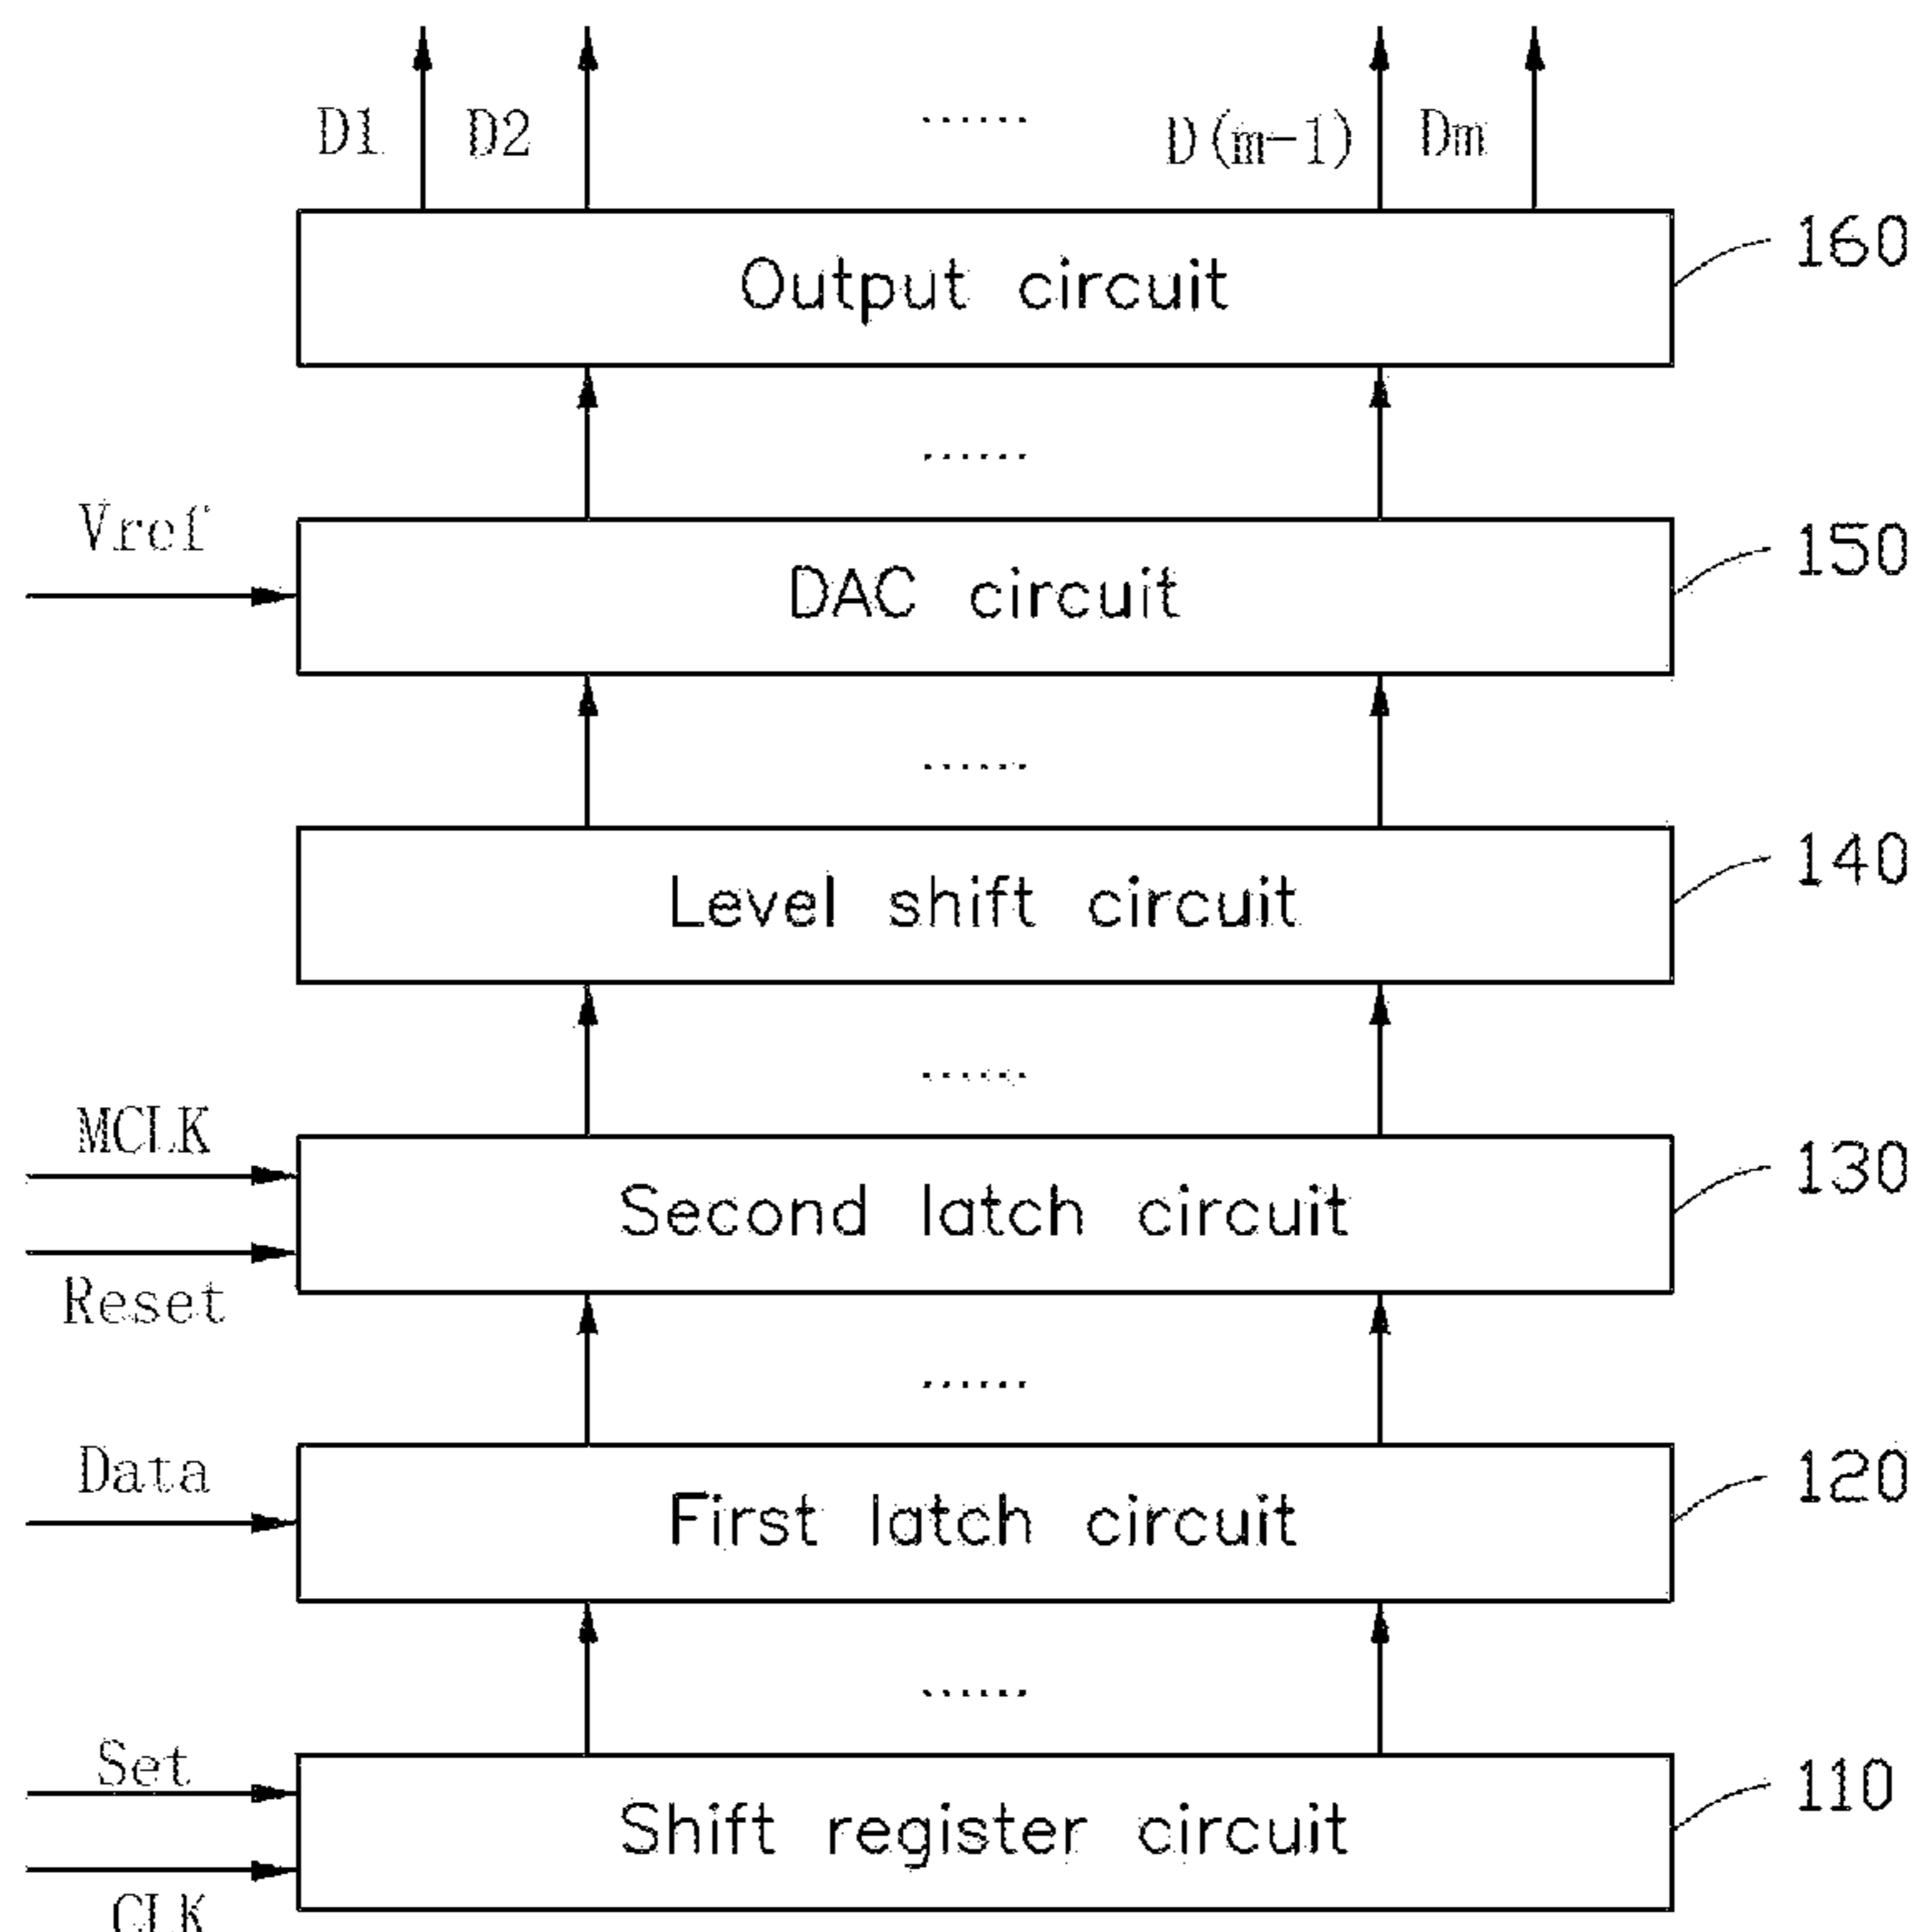 D1 D2 ...... D(m-1) Dm
Output circuit 160
......
Vref
DAC circuit 150
......
Level shift circuit 140
......
MCLK
Second latch circuit 130
Reset
......
Data
First latch circuit 120
......
Set
Shift register circuit 110
CLK